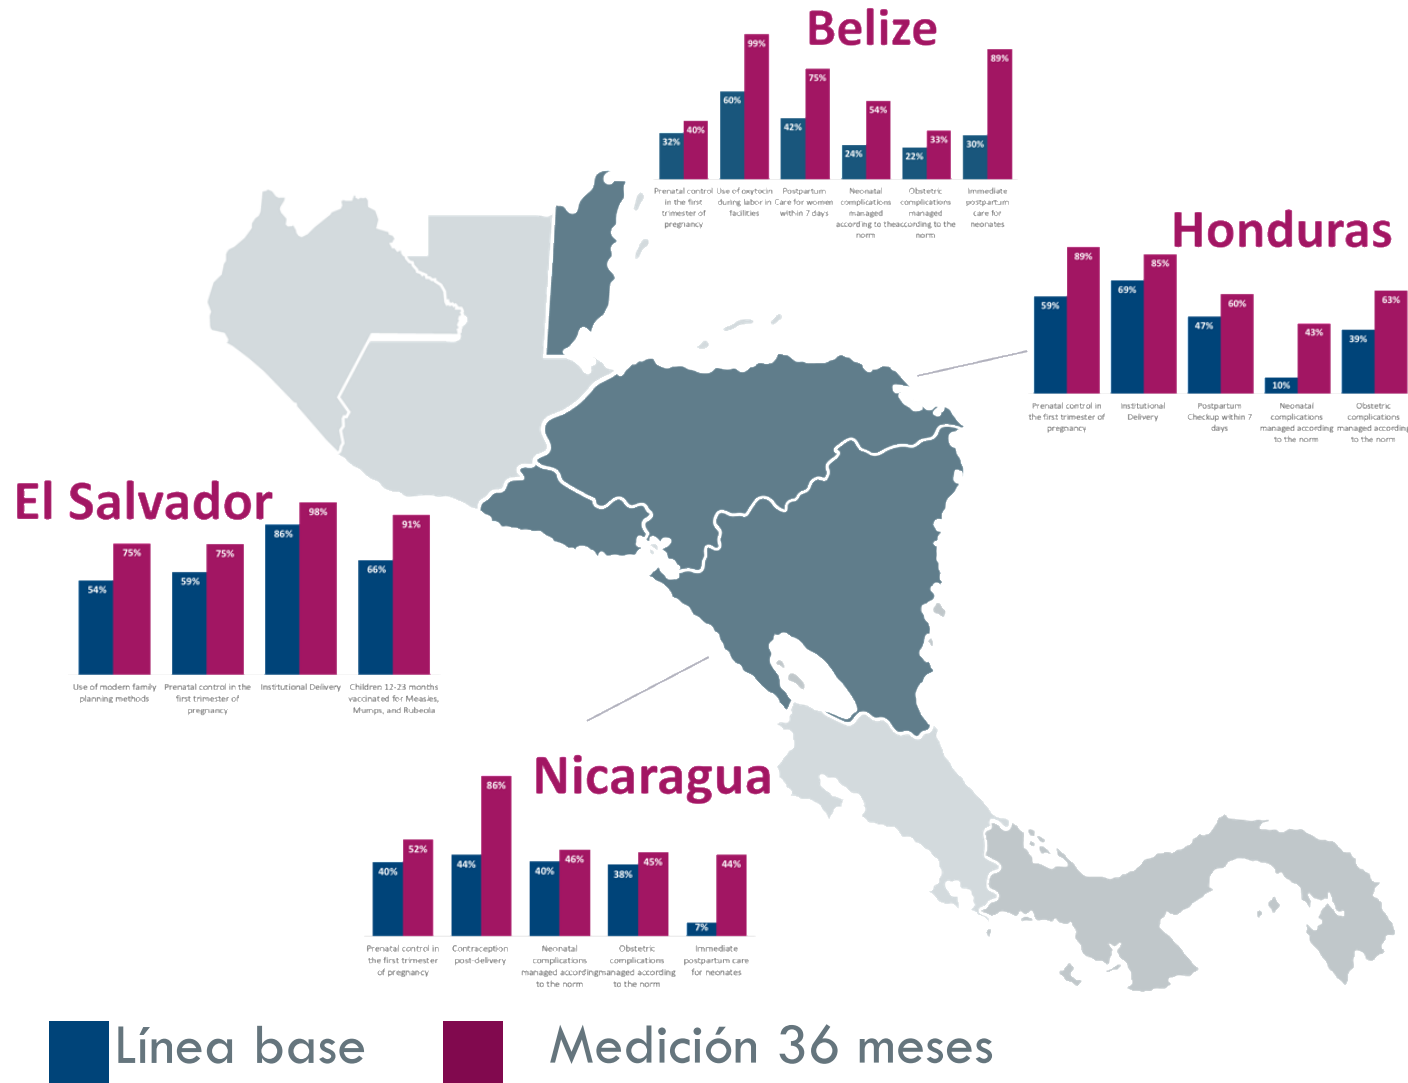 Belize
99%
89%
75%
60%
54%
42%
40%
32%
33%
30%
24%
22%
Prenatal control
in the first
trimester of
pregnancy
Use of oxytocin
during labor in
facilities
Postpartum
Care for women
within 7 days
Neonatal
complications
managed
according to the
norm
Obstetric
complications
managed
according to the
norm
Immediate
postpartum
care for
neonates
Honduras
59%
89%
69%
85%
47%
60%
10%
43%
39%
63%
Prenatal control in
the first trimester of
pregnancy
Institutional
Delivery
Postpartum
Checkup within 7
days
Neonatal
complications
managed according
to the norm
Obstetric
complications
managed according
to the norm
El Salvador
54%
75%
59%
75%
86%
98%
66%
91%
Use of modern family
planning methods
Prenatal control in the
first trimester of
pregnancy
Institutional Delivery
Children 12-23 months
vaccinated for Measles,
Mumps, and Rubeola
Nicaragua
40%
52%
44%
86%
40%
46%
38%
45%
7%
44%
Prenatal control in
the first trimester
of pregnancy
Contraception
post-delivery
Neonatal
complications
managed according
to the norm
Obstetric
complications
managed according
to the norm
Immediate
postpartum care
for neonates
Línea base
Medición 36 meses